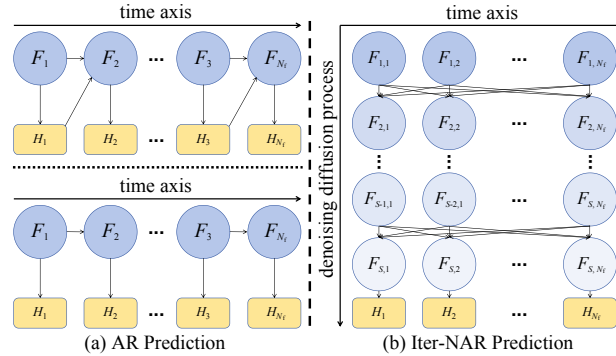 time axis
F1 F2 ... F3 FNf
H1 H2 ... H3 HNf
time axis
F1 F2 ... F3 FNf
H1 H2 ... H3 HNf
(a) AR Prediction
denoising diffusion process
time axis
F1,1 F1,2 ... F1,Nf
F2,1 F2,2 ... F2,Nf
FS-1,1 FS-2,1 ... FS,Nf
FS,1 FS,2 ... FS,Nf
H1 H2 ... HNf
(b) Iter-NAR Prediction